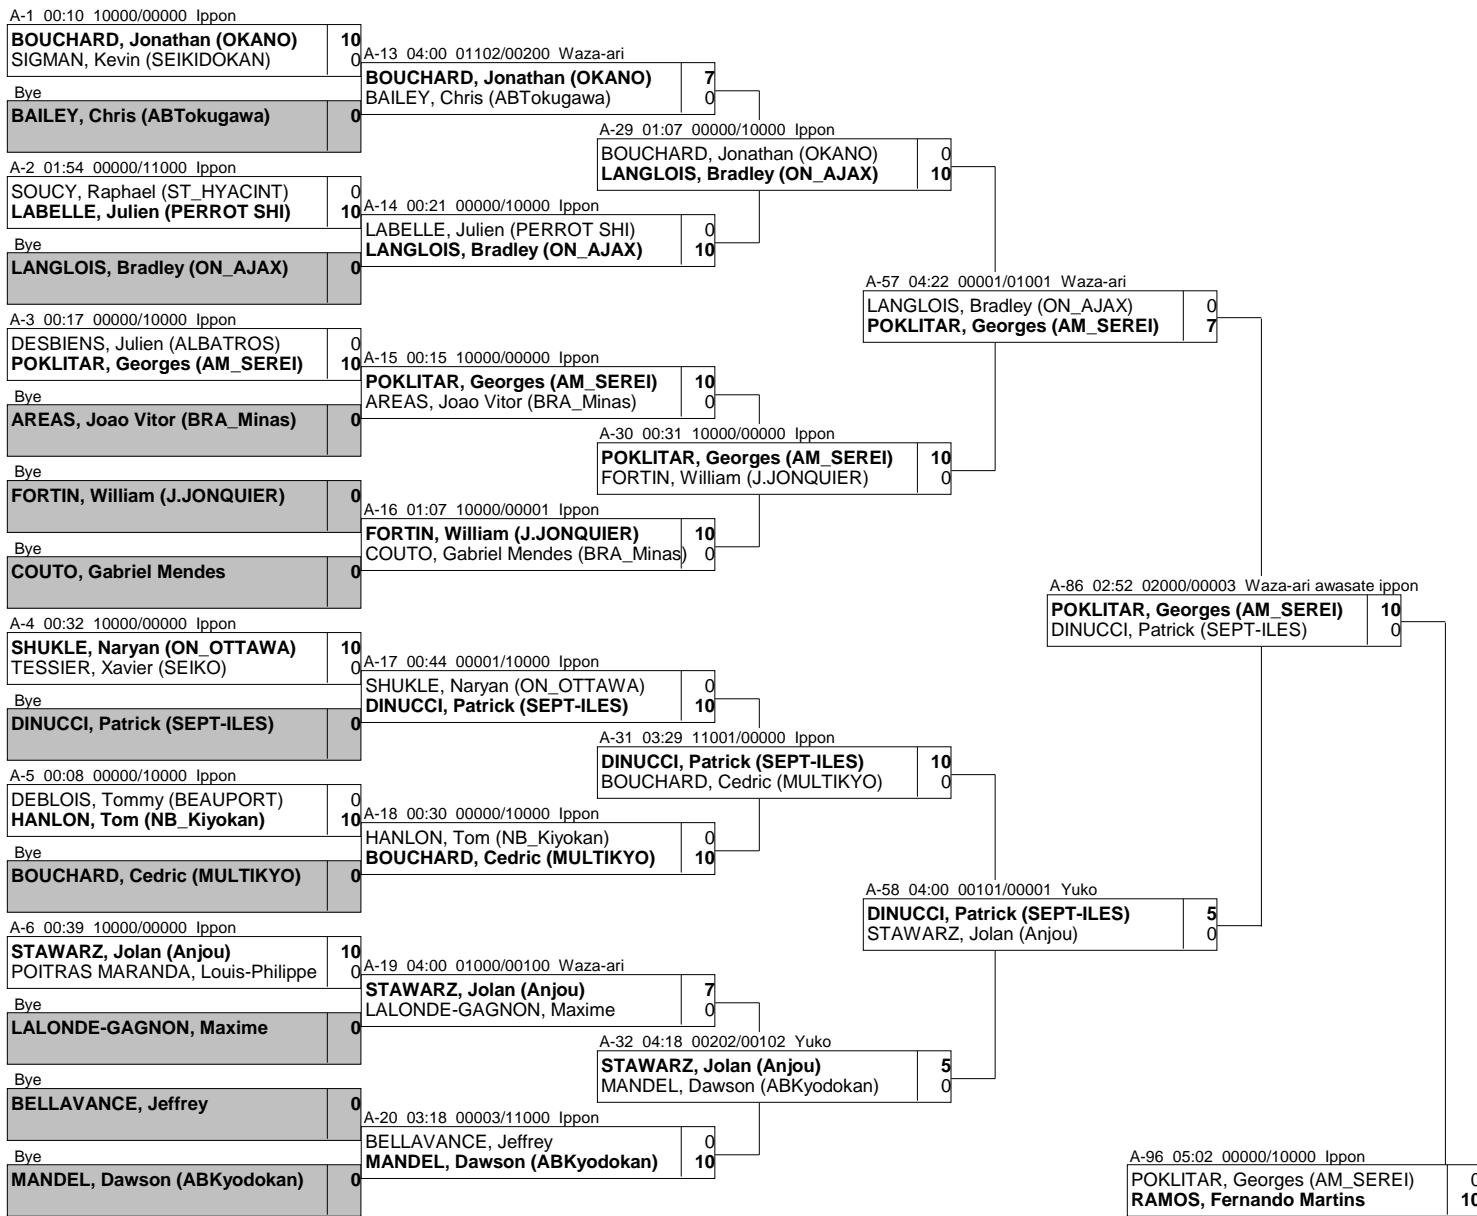 A-1 00:10 10000/00000 Ippon
BOUCHARD, Jonathan (OKANO) 10
SIGMAN, Kevin (SEIKIDOKAN) 0
Bye
BAILEY, Chris (ABTokugawa) 0
A-2 01:54 00000/11000 Ippon
SOUCY, Raphael (ST_HYACINT) 0
LABELLE, Julien (PERROT SHI) 10
Bye
LANGLOIS, Bradley (ON_AJAX) 0
A-3 00:17 00000/10000 Ippon
DESBIENS, Julien (ALBATROS) 0
POKLITAR, Georges (AM_SEREI) 10
Bye
AREAS, Joao Vitor (BRA_Minas) 0
Bye
FORTIN, William (J.JONQUIER) 0
Bye
COUTO, Gabriel Mendes 0
A-4 00:32 10000/00000 Ippon
SHUKLE, Naryan (ON_OTTAWA) 10
TESSIER, Xavier (SEIKO) 0
Bye
DINUCCI, Patrick (SEPT-ILES) 0
A-5 00:08 00000/10000 Ippon
DEBLOIS, Tommy (BEAUPORT) 0
HANLON, Tom (NB_Kiyokan) 10
Bye
BOUCHARD, Cedric (MULTIKYO) 0
A-6 00:39 10000/00000 Ippon
STAWARZ, Jolan (Anjou) 10
POITRAS MARANDA, Louis-Philippe 0
Bye
LALONDE-GAGNON, Maxime 0
Bye
BELLAVANCE, Jeffrey 0
Bye
MANDEL, Dawson (ABKyodokan) 0
A-13 04:00 01102/00200 Waza-ari
BOUCHARD, Jonathan (OKANO) 7
BAILEY, Chris (ABTokugawa) 0
A-14 00:21 00000/10000 Ippon
LABELLE, Julien (PERROT SHI) 0
LANGLOIS, Bradley (ON_AJAX) 10
A-15 00:15 10000/00000 Ippon
POKLITAR, Georges (AM_SEREI) 10
AREAS, Joao Vitor (BRA_Minas) 0
A-16 01:07 10000/00001 Ippon
FORTIN, William (J.JONQUIER) 10
COUTO, Gabriel Mendes (BRA_Minas) 0
A-17 00:44 00001/10000 Ippon
SHUKLE, Naryan (ON_OTTAWA) 0
DINUCCI, Patrick (SEPT-ILES) 10
A-18 00:30 00000/10000 Ippon
HANLON, Tom (NB_Kiyokan) 0
BOUCHARD, Cedric (MULTIKYO) 10
A-19 04:00 01000/00100 Waza-ari
STAWARZ, Jolan (Anjou) 7
LALONDE-GAGNON, Maxime 0
A-20 03:18 00003/11000 Ippon
BELLAVANCE, Jeffrey 0
MANDEL, Dawson (ABKyodokan) 10
A-29 01:07 00000/10000 Ippon
BOUCHARD, Jonathan (OKANO) 0
LANGLOIS, Bradley (ON_AJAX) 10
A-30 00:31 10000/00000 Ippon
POKLITAR, Georges (AM_SEREI) 10
FORTIN, William (J.JONQUIER) 0
A-31 03:29 11001/00000 Ippon
DINUCCI, Patrick (SEPT-ILES) 10
BOUCHARD, Cedric (MULTIKYO) 0
A-32 04:18 00202/00102 Yuko
STAWARZ, Jolan (Anjou) 5
MANDEL, Dawson (ABKyodokan) 0
A-57 04:22 00001/01001 Waza-ari
LANGLOIS, Bradley (ON_AJAX) 0
POKLITAR, Georges (AM_SEREI) 7
A-58 04:00 00101/00001 Yuko
DINUCCI, Patrick (SEPT-ILES) 5
STAWARZ, Jolan (Anjou) 0
A-86 02:52 02000/00003 Waza-ari awasate ippon
POKLITAR, Georges (AM_SEREI) 10
DINUCCI, Patrick (SEPT-ILES) 0
A-96 05:02 00000/10000 Ippon
POKLITAR, Georges (AM_SEREI) 0
RAMOS, Fernando Martins 10